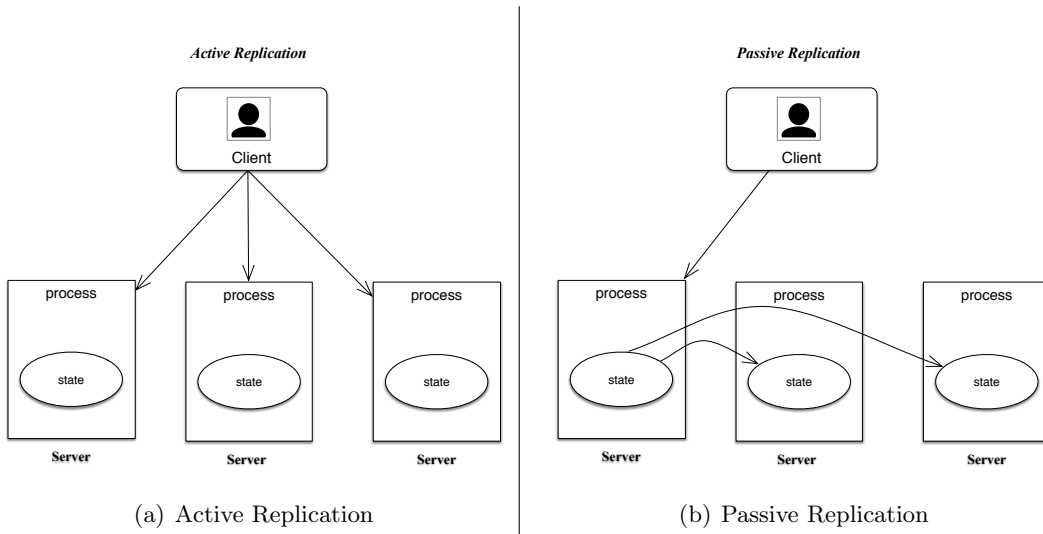 Active Replication
Client
process
process
process
state
state
state
Server
Server
Server
(a) Active Replication
Passive Replication
Client
process
process
process
state
state
state
Server
Server
Server
(b) Passive Replication